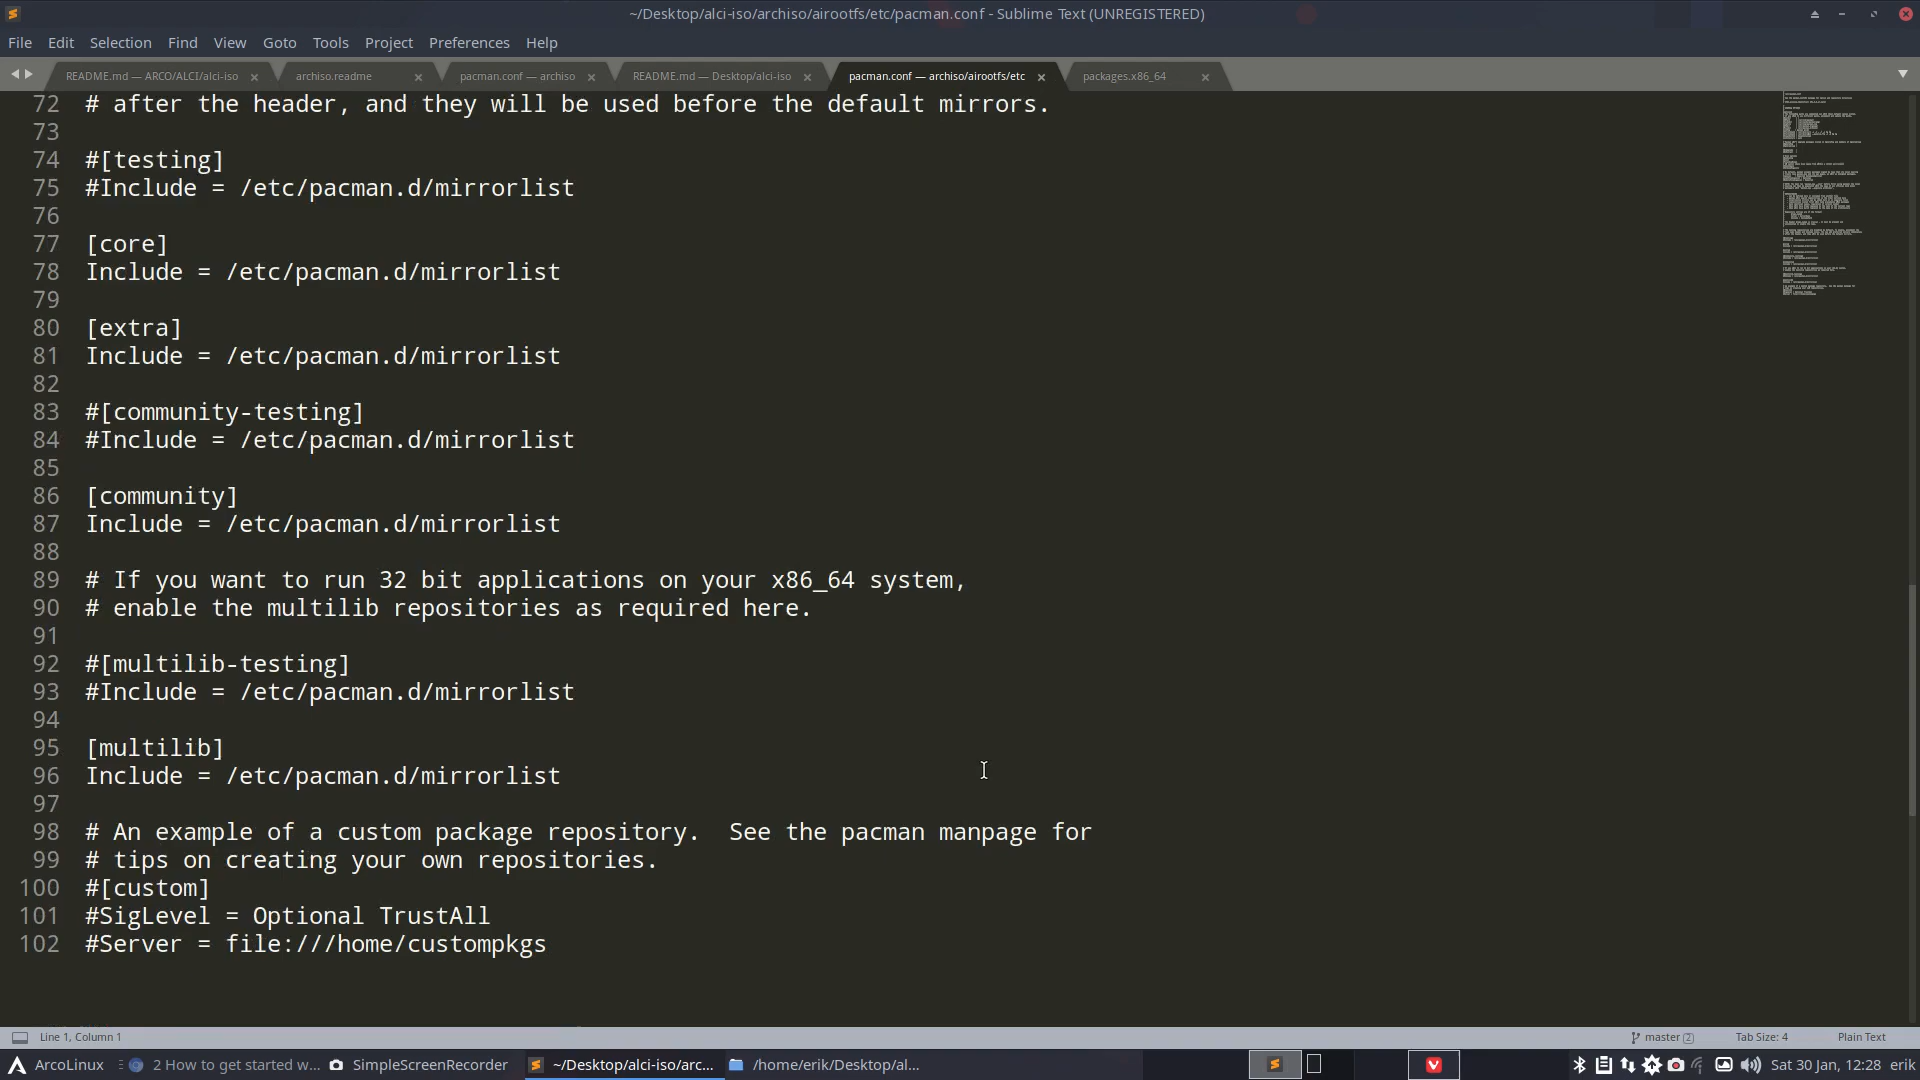 ~/Desktop/alci-iso/archiso/airootfs/etc/pacman.conf - Sublime Text (UNREGISTERED)
File Edit Selection Find View Goto Tools Project Preferences Help
README.md — ARCO/ALCI/alci-iso archiso.readme pacman.conf — archiso README.md — Desktop/alci-iso pacman.conf — archiso/airootfs/etc packages.x86_64
72 # after the header, and they will be used before the default mirrors.
73
74 #[testing]
75 #Include = /etc/pacman.d/mirrorlist
76
77 [core]
78 Include = /etc/pacman.d/mirrorlist
79
80 [extra]
81 Include = /etc/pacman.d/mirrorlist
82
83 #[community-testing]
84 #Include = /etc/pacman.d/mirrorlist
85
86 [community]
87 Include = /etc/pacman.d/mirrorlist
88
89 # If you want to run 32 bit applications on your x86_64 system,
90 # enable the multilib repositories as required here.
91
92 #[multilib-testing]
93 #Include = /etc/pacman.d/mirrorlist
94
95 [multilib]
96 Include = /etc/pacman.d/mirrorlist
97
98 # An example of a custom package repository.  See the pacman manpage for
99 # tips on creating your own repositories.
100 #[custom]
101 #SigLevel = Optional TrustAll
102 #Server = file:///home/custompkgs
Line 1, Column 1 master 2 Tab Size: 4 Plain Text
ArcoLinux 2 How to get started w... SimpleScreenRecorder ~/Desktop/alci-iso/arc... /home/erik/Desktop/al... Sat 30 Jan, 12:28 erik